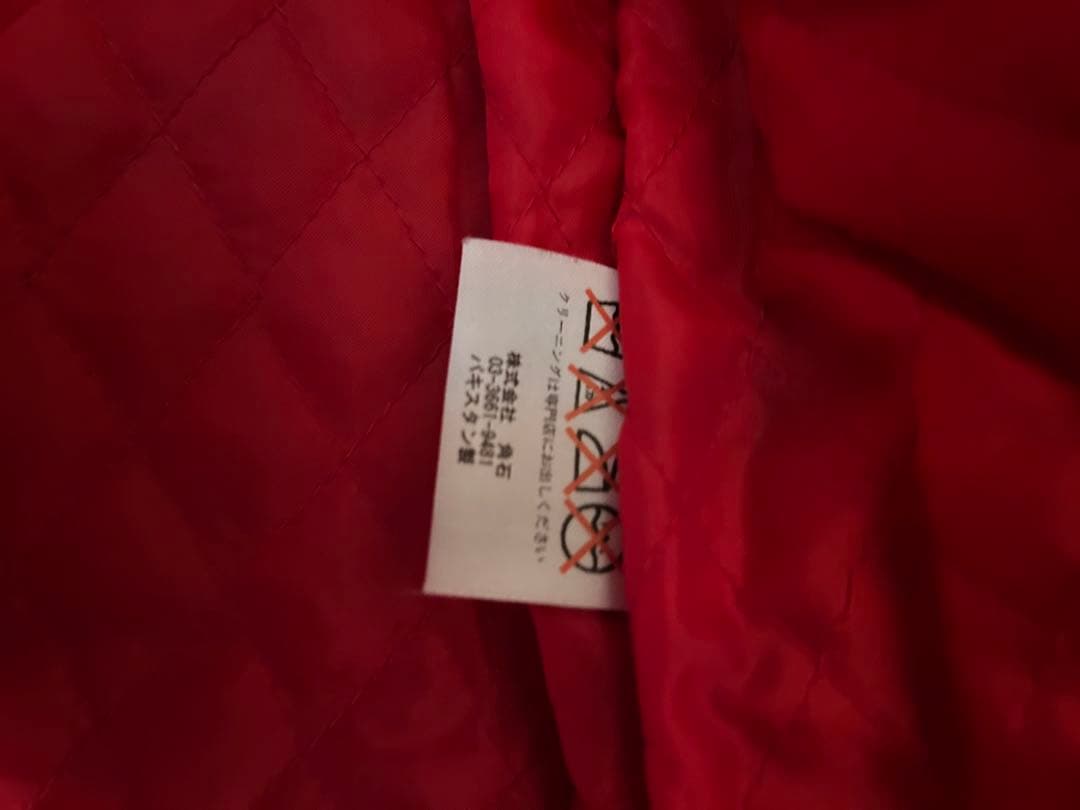 クリーニングは専門店にお出しください
株式会社 角石
03-3661-9481
パキスタン製